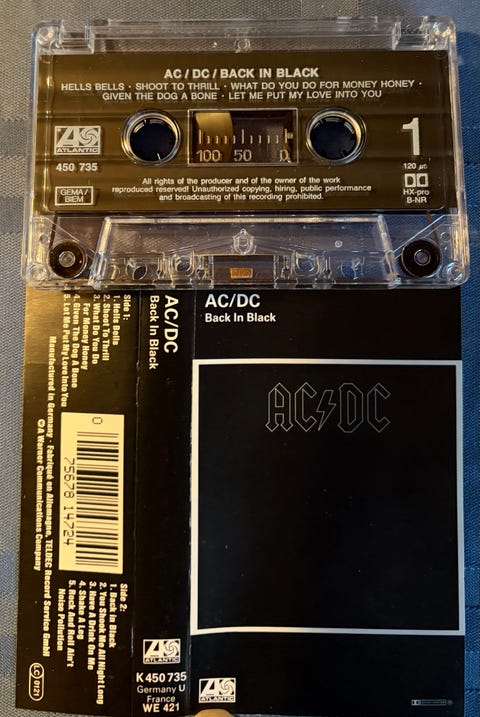 AC / DC / BACK IN BLACK
HELLS BELLS · SHOOT TO THRILL · WHAT DO YOU DO FOR MONEY HONEY ·
GIVEN THE DOG A BONE · LET ME PUT MY LOVE INTO YOU
ATLANTIC
450 735
GEMA/
BIEM
100 50 0
1
120 µs
HX-pro
B-NR
All rights of the producer and of the owner of the work
reproduced reserved! Unauthorized copying, hiring, public performance
and broadcasting of this recording prohibited.
AC/DC
Back In Black
AC/DC
AC/DC
Back In Black
Side 1:
1. Hells Bells
2. Shoot To Thrill
3. What Do You Do
For Money Honey
4. Given The Dog A Bone
5. Let Me Put My Love Into You
Manufactured in Germany · Fabriqué en Allemagne, TELDEC Record Service GmbH
A Warner Communications Company
0
75678 14724
Side 2:
1. Back In Black
2. You Shook Me All Night Long
3. Have A Drink On Me
4. Shake A Leg
5. Rock And Roll Ain't
Noise Pollution
LC 0121
ATLANTIC
K 450 735
Germany U
France
WE 421
ATLANTIC